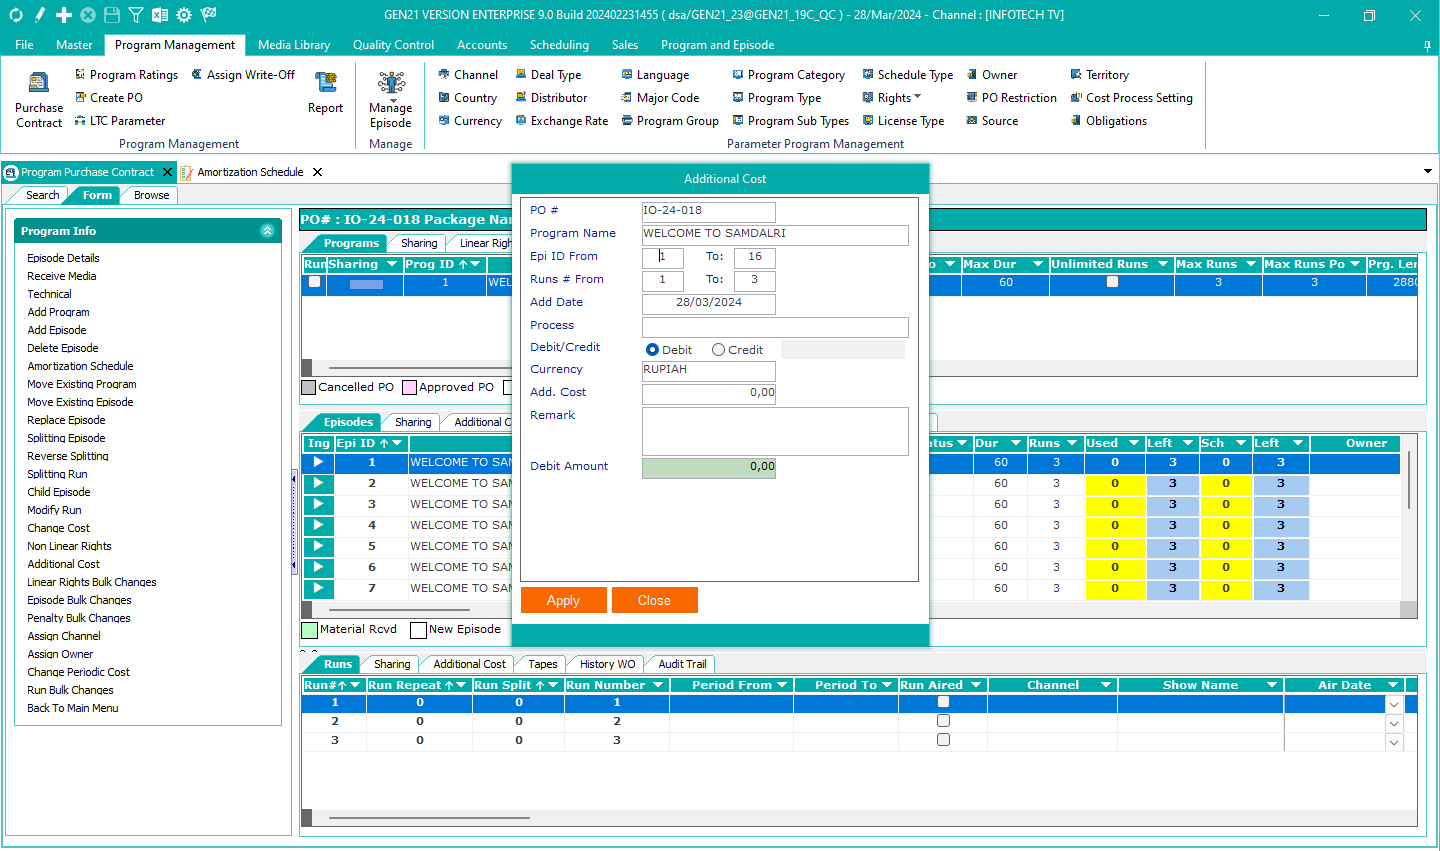 GEN21 VERSION ENTERPRISE 9.0 Build 202402231455 ( dsa/GEN21_23@GEN21_19C_QC ) - 28/Mar/2024 - Channel : [INFOTECH TV]
File Master Program Management Media Library Quality Control Accounts Scheduling Sales Program and Episode
Purchase Contract
Program Ratings Assign Write-Off
Create PO
LTC Parameter
Report
Program Management
Manage Episode
Manage
Channel Deal Type Language Program Category Schedule Type Owner Territory
Country Distributor Major Code Program Type Rights PO Restriction Cost Process Setting
Currency Exchange Rate Program Group Program Sub Types License Type Source Obligations
Parameter Program Management
Program Purchase Contract Amortization Schedule
Search Form Browse
Program Info
Episode Details
Receive Media
Technical
Add Program
Add Episode
Delete Episode
Amortization Schedule
Move Existing Program
Move Existing Episode
Replace Episode
Splitting Episode
Reverse Splitting
Splitting Run
Child Episode
Modify Run
Change Cost
Non Linear Rights
Additional Cost
Linear Rights Bulk Changes
Episode Bulk Changes
Penalty Bulk Changes
Assign Channel
Assign Owner
Change Periodic Cost
Run Bulk Changes
Back To Main Menu
PO# : IO-24-018 Package Na
Programs Sharing Linear Righ
Run Sharing Prog ID
1 WEL
Max Dur Unlimited Runs Max Runs Max Runs Po Prg. Len
60 3 3 2880
Cancelled PO Approved PO
Episodes Sharing Additional C
Ing Epi ID
atus Dur Runs Used Left Sch Left Owner
1 WELCOME TO SAM 60 3 0 3 0 3
2 WELCOME TO SAM 60 3 0 3 0 3
3 WELCOME TO SAM 60 3 0 3 0 3
4 WELCOME TO SAM 60 3 0 3 0 3
5 WELCOME TO SAM 60 3 0 3 0 3
6 WELCOME TO SAM 60 3 0 3 0 3
7 WELCOME TO SAM 60 3 0 3 0 3
Material Rcvd New Episode
Additional Cost
PO # IO-24-018
Program Name WELCOME TO SAMDALRI
Epi ID From 1 To: 16
Runs # From 1 To: 3
Add Date 28/03/2024
Process
Debit/Credit Debit Credit
Currency RUPIAH
Add. Cost 0,00
Remark
Debit Amount 0,00
Apply Close
Runs Sharing Additional Cost Tapes History WO Audit Trail
Run# Run Repeat Run Split Run Number Period From Period To Run Aired Channel Show Name Air Date
1 0 0 1
2 0 0 2
3 0 0 3